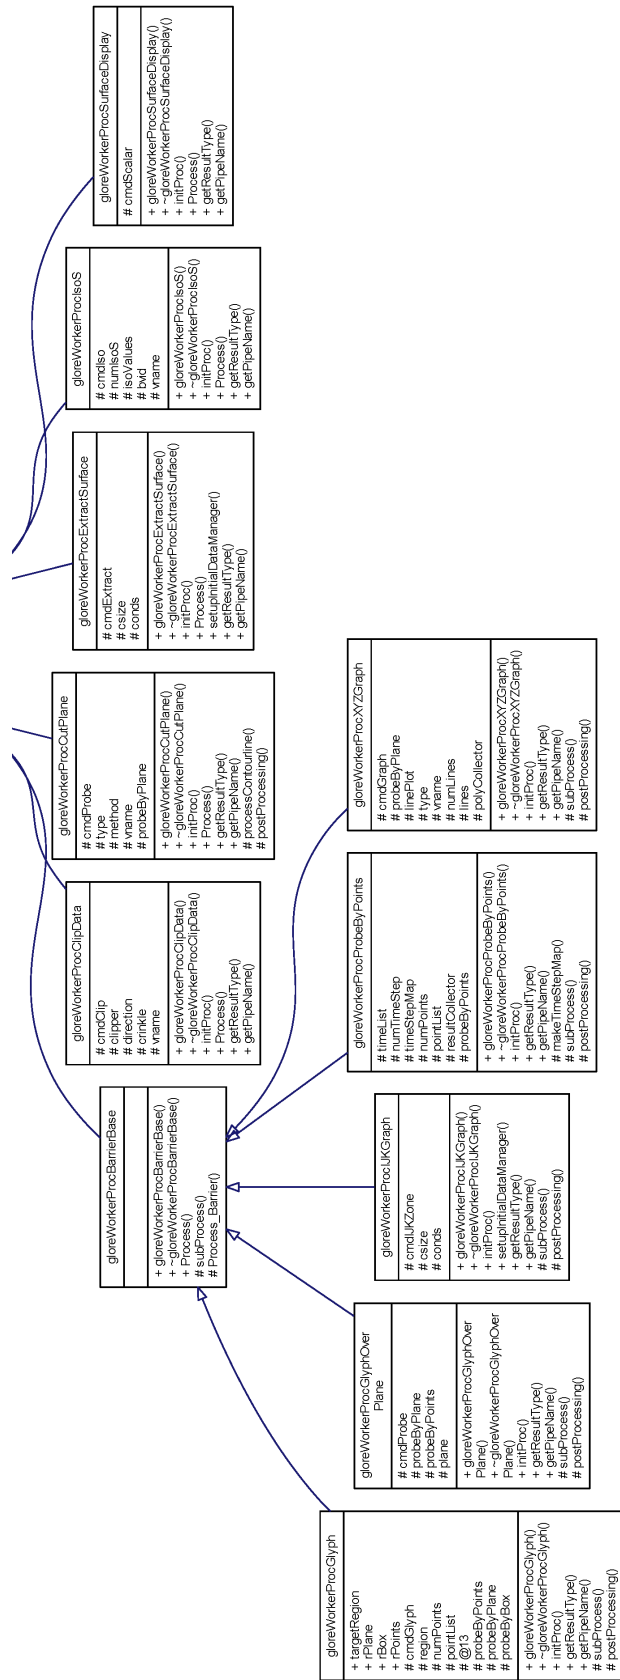 gloreWorkerProcSurfaceDisplay
# cmdScalar
+ gloreWorkerProcSurfaceDisplay()
+ ~gloreWorkerProcSurfaceDisplay()
+ initProc()
+ Process()
+ getResultType()
+ getPipeName()
gloreWorkerProcIsoS
# cmdIso
# numIsoS
# isoValues
# bvid
# vname
+ gloreWorkerProcIsoS()
+ ~gloreWorkerProcIsoS()
+ initProc()
+ Process()
+ getResultType()
+ getPipeName()
gloreWorkerProcExtractSurface
# cmdExtract
# csize
# conds
+ gloreWorkerProcExtractSurface()
+ ~gloreWorkerProcExtractSurface()
+ initProc()
+ Process()
+ setupInitialDataManager()
+ getResultType()
+ getPipeName()
gloreWorkerProcCutPlane
# cmdProbe
# type
# method
# vname
# probeByPlane
+ gloreWorkerProcCutPlane()
+ ~gloreWorkerProcCutPlane()
+ initProc()
+ Process()
+ getResultType()
+ getPipeName()
# processContourline()
# postProcessing()
gloreWorkerProcClipData
# cmdClip
# clipper
# direction
# crinkle
# vname
+ gloreWorkerProcClipData()
+ ~gloreWorkerProcClipData()
+ initProc()
+ Process()
+ getResultType()
+ getPipeName()
gloreWorkerProcBarrierBase
+ gloreWorkerProcBarrierBase()
+ ~gloreWorkerProcBarrierBase()
+ Process()
# subProcess()
# Process_Barrier()
gloreWorkerProcXYZGraph
# cmdGraph
# probeByPlane
# linePlot
# type
# vname
# numLines
# lines
# polyCollector
+ gloreWorkerProcXYZGraph()
+ ~gloreWorkerProcXYZGraph()
+ initProc()
+ getResultType()
+ getPipeName()
# subProcess()
# postProcessing()
gloreWorkerProcProbeByPoints
# timeList
# numTimeStep
# timeStepMap
# numPoints
# pointList
# resultCollector
# probeByPoints
+ gloreWorkerProcProbeByPoints()
+ ~gloreWorkerProcProbeByPoints()
+ initProc()
+ getResultType()
+ getPipeName()
# makeTimeStepMap()
# subProcess()
# postProcessing()
gloreWorkerProcIJKGraph
# cmdIJKZone
# csize
# conds
+ gloreWorkerProcIJKGraph()
+ ~gloreWorkerProcIJKGraph()
+ initProc()
+ setupInitialDataManager()
+ getResultType()
+ getPipeName()
# subProcess()
# postProcessing()
gloreWorkerProcGlyphOver
Plane
# cmdProbe
# probeByPlane
# probeByPoints
# plane
+ gloreWorkerProcGlyphOver
Plane()
+ ~gloreWorkerProcGlyphOver
Plane()
+ initProc()
+ getResultType()
+ getPipeName()
# subProcess()
# postProcessing()
gloreWorkerProcGlyph
+ targetRegion
+ rPlane
+ rBox
+ rPoints
# cmdGlyph
# region
# numPoints
# pointList
# @13
# probeByPoints
# probeByPlane
# probeByBox
+ gloreWorkerProcGlyph()
+ ~gloreWorkerProcGlyph()
+ initProc()
+ getResultType()
+ getPipeName()
# subProcess()
# postProcessing()